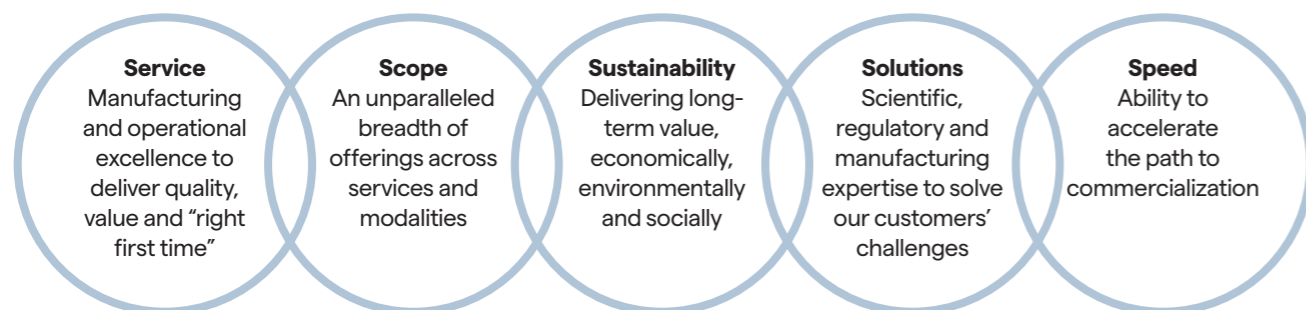 Service
Manufacturing
and operational
excellence to
deliver quality,
value and “right
first time”
Scope
An unparalleled
breadth of
offerings across
services and
modalities
Sustainability
Delivering long-
term value,
economically,
environmentally
and socially
Solutions
Scientific,
regulatory and
manufacturing
expertise to solve
our customers’
challenges
Speed
Ability to
accelerate
the path to
commercialization